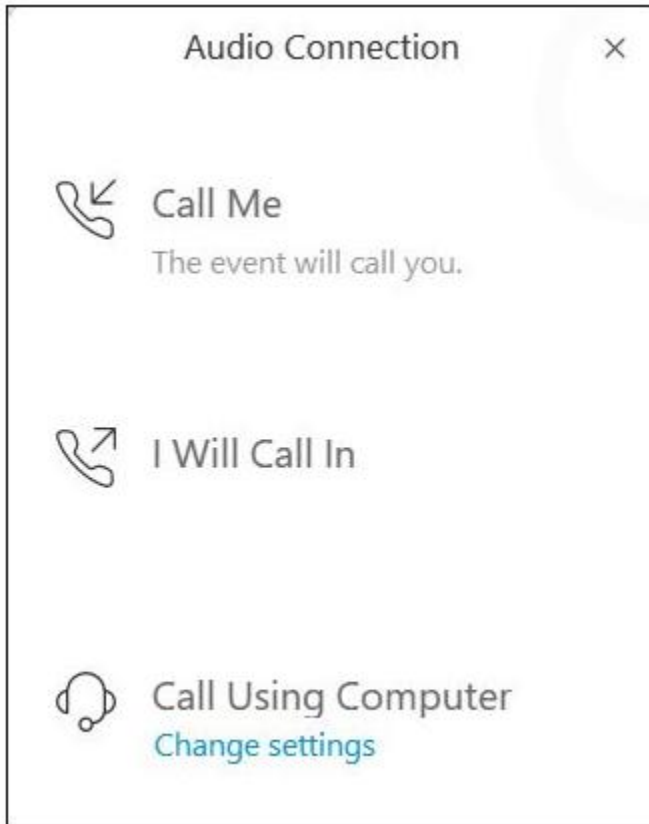 Audio Connection
Call Me
The event will call you.
I Will Call In
Call Using Computer
Change settings